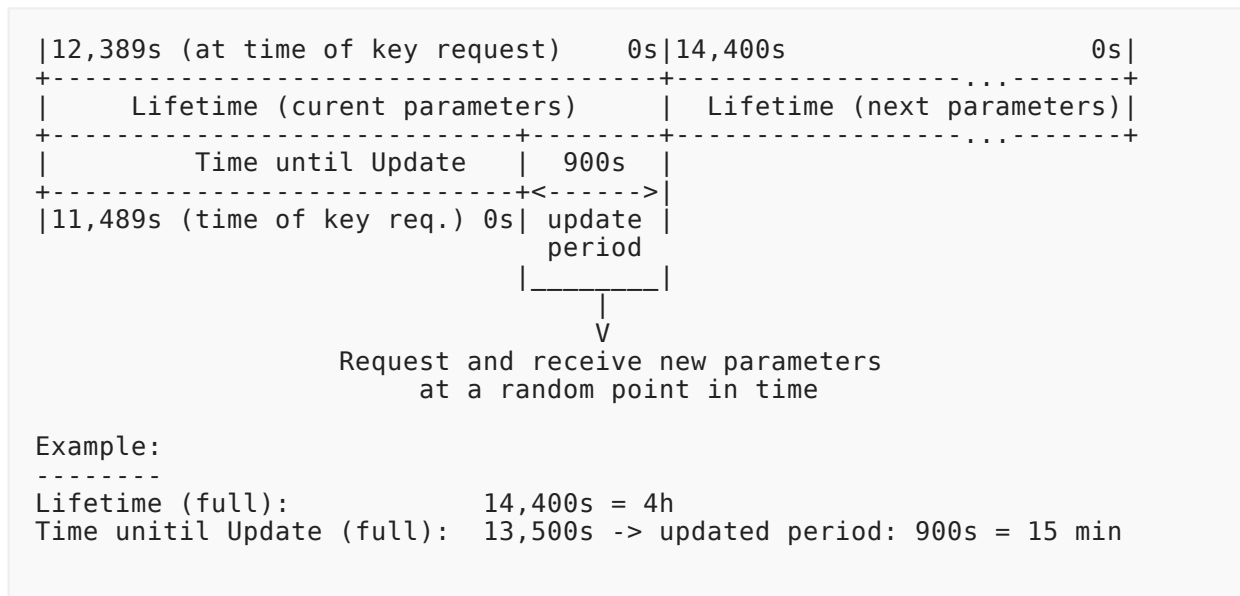 |12,389s (at time of key request)    0s|14,400s                   0s|
+---------------------------------------+------------------...-------+
|      Lifetime (curent parameters)     |  Lifetime (next parameters)|
+------------------------------+--------+------------------...-------+
|          Time until Update   |  900s  |
+------------------------------+<------>|
|11,489s (time of key req.) 0s| update |
                                period
                              |________|
                                   |
                                   V
                   Request and receive new parameters
                        at a random point in time
Example:
--------
Lifetime (full):            14,400s = 4h
Time unitil Update (full):  13,500s -> updated period: 900s = 15 min